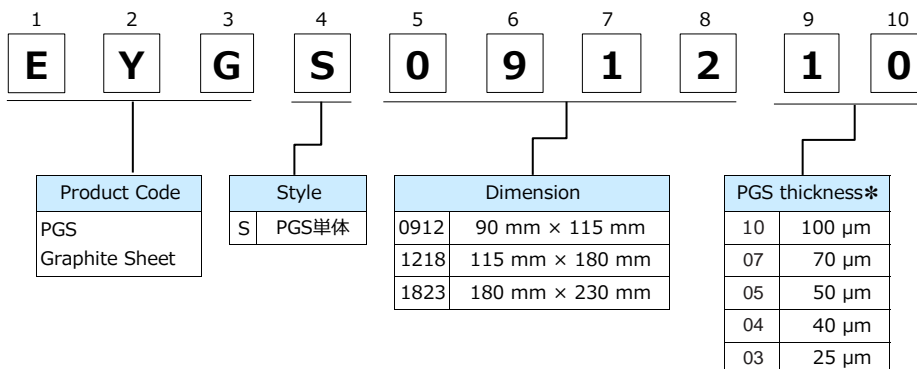 1 2 3 4 5 6 7 8 9 10
E Y G S 0 9 1 2 1 0
Product Code
PGS
Graphite Sheet
Style
S PGS単体
Dimension
0912 90 mm × 115 mm
1218 115 mm × 180 mm
1823 180 mm × 230 mm
PGS thickness*
10 100 μm
07 70 μm
05 50 μm
04 40 μm
03 25 μm